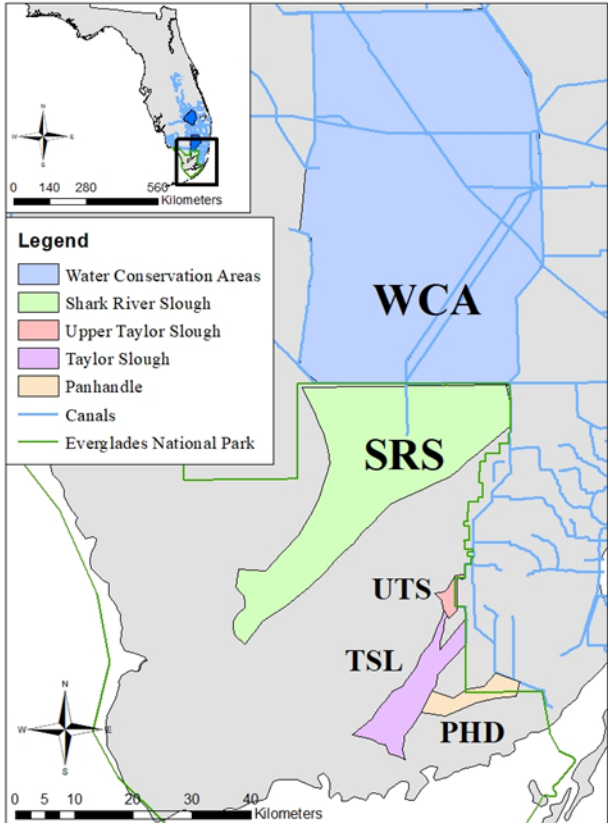 N
W
E
S
0
140
280
560
Kilometers
Legend
Water Conservation Areas
Shark River Slough
Upper Taylor Slough
Taylor Slough
Panhandle
Canals
Everglades National Park
WCA
SRS
UTS
TSL
PHD
N
W
E
S
0 5 10 20 30 40
Kilometers